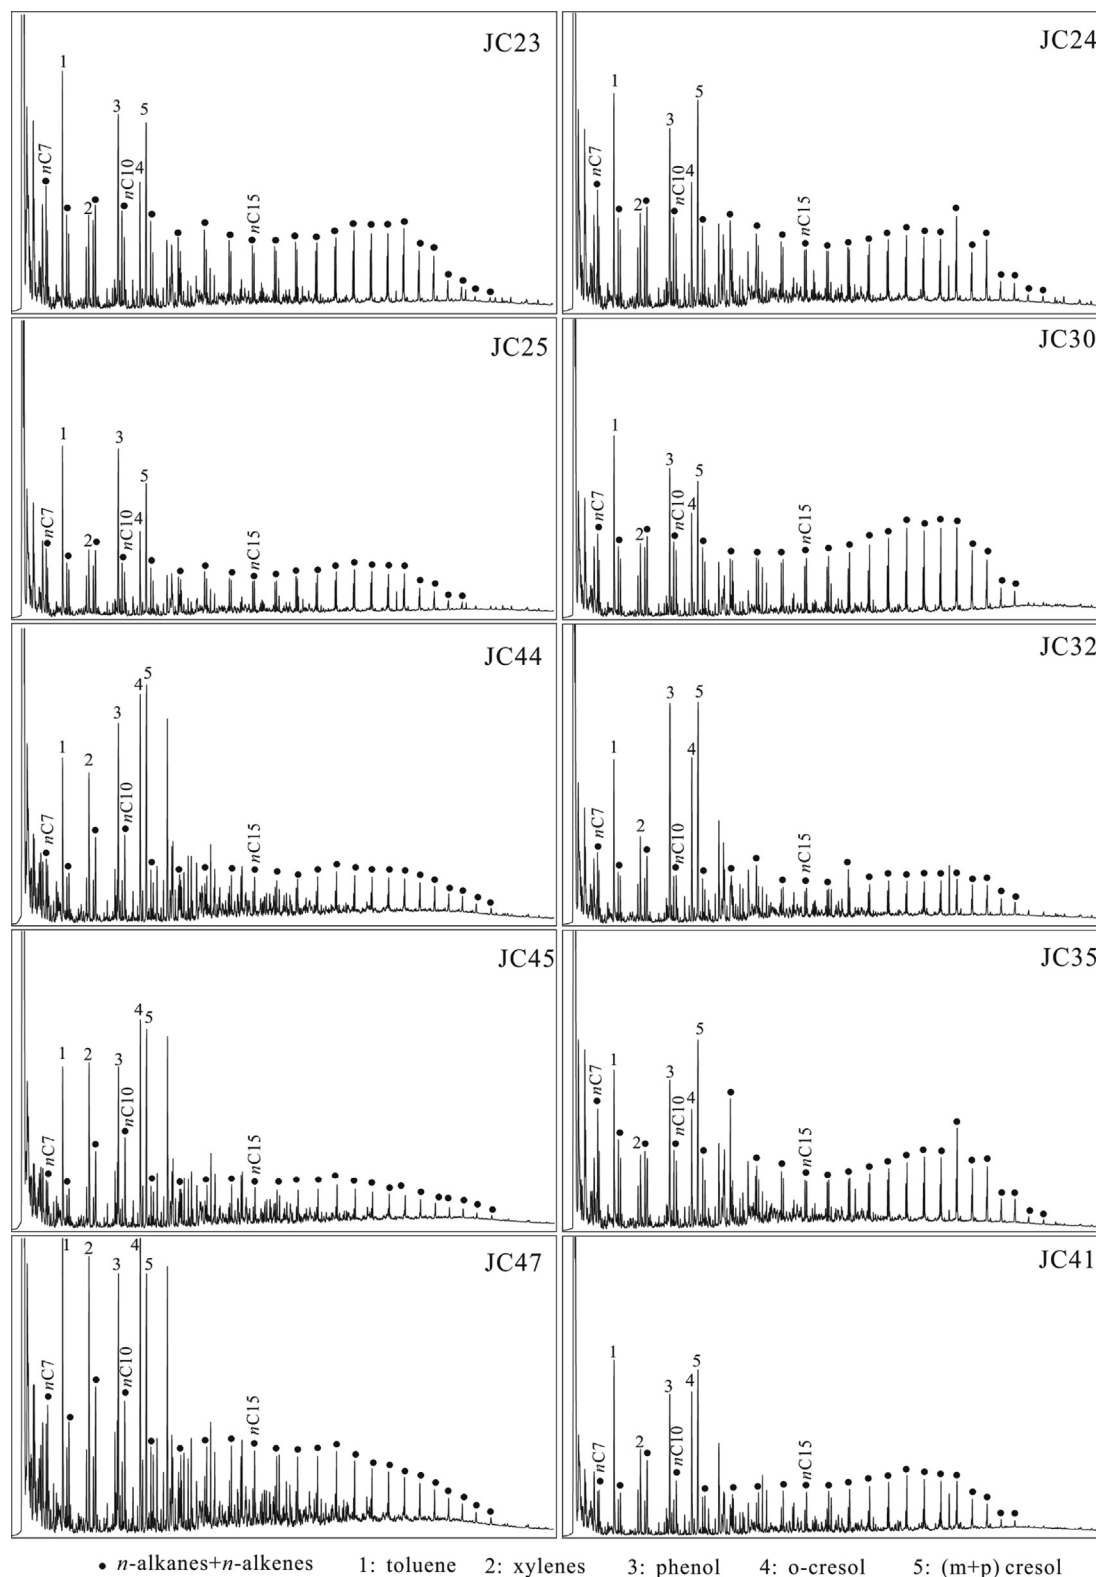 JC23
1
3
5
nC7
2
nC10
4
nC15
JC24
1
5
3
nC7
nC10
4
2
nC15
JC25
1
3
5
nC7
2
nC10
4
nC15
JC30
1
3
5
nC7
nC10
4
2
nC15
JC44
5
4
3
1
2
nC10
nC7
nC15
JC32
3
5
1
4
2
nC7
nC10
nC15
JC45
4
5
1
2
3
nC10
nC7
nC15
JC35
5
1
3
nC7
nC10
4
2
nC15
JC47
1
2
4
3
5
nC7
nC10
nC15
JC41
1
5
3
4
2
nC7
nC10
nC15
• n-alkanes+n-alkenes 1: toluene 2: xylenes 3: phenol 4: o-cresol 5: (m+p) cresol